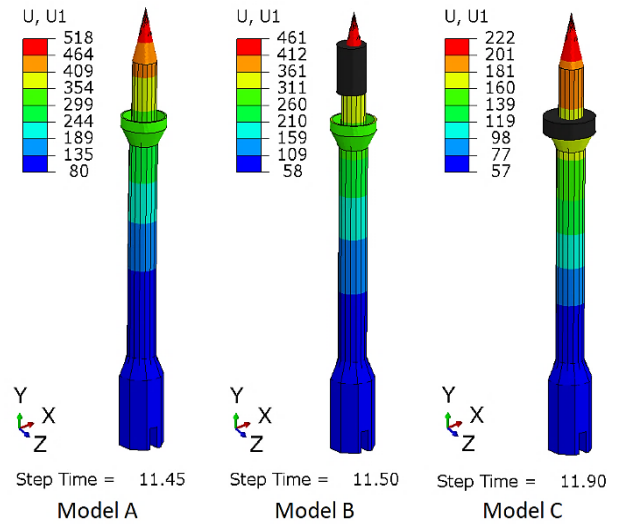 U, U1
518
464
409
354
299
244
189
135
80
Y
X
Z
Step Time = 11.45
Model A
U, U1
461
412
361
311
260
210
159
109
58
Y
X
Z
Step Time = 11.50
Model B
U, U1
222
201
181
160
139
119
98
77
57
Y
X
Z
Step Time = 11.90
Model C